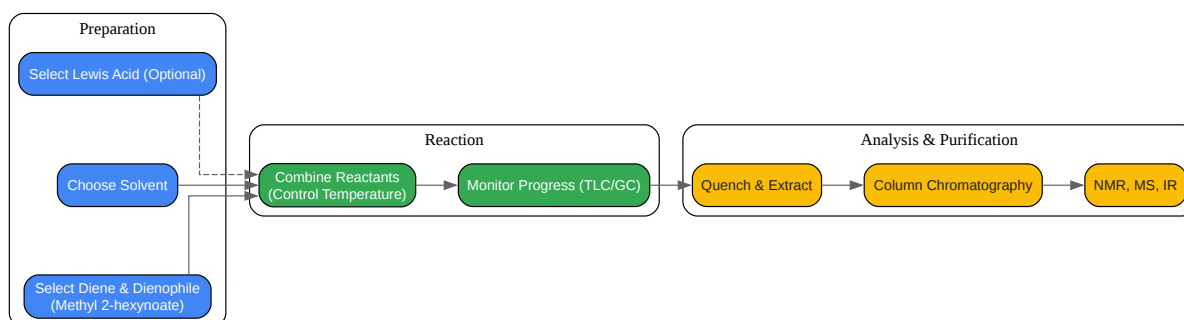 Preparation
Select Lewis Acid (Optional)
Choose Solvent
Select Diene & Dienophile
(Methyl 2-hexynoate)
Reaction
Combine Reactants
(Control Temperature)
Monitor Progress (TLC/GC)
Analysis & Purification
Quench & Extract
Column Chromatography
NMR, MS, IR